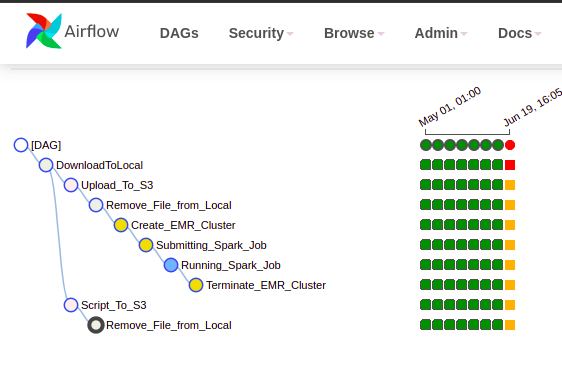 Airflow DAGs Security Browse Admin Docs
May 01, 01:00 Jun 19, 16:05
[DAG]
DownloadToLocal
Upload_To_S3
Remove_File_from_Local
Create_EMR_Cluster
Submitting_Spark_Job
Running_Spark_Job
Terminate_EMR_Cluster
Script_To_S3
Remove_File_from_Local